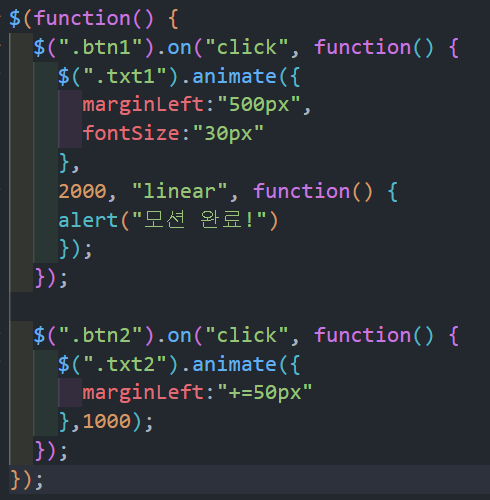 $(function() {
$(".btn1").on("click", function() {
$(".txt1").animate({
marginLeft:"500px",
fontSize:"30px"
},
2000, "linear", function() {
alert("모션 완료!")
});
});
$(".btn2").on("click", function() {
$(".txt2").animate({
marginLeft:"+=50px"
},1000);
});
});